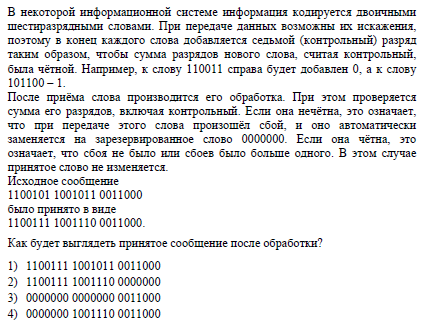 В некоторой информационной системе информация кодируется двоичными
шестиразрядными словами. При передаче данных возможны их искажения,
поэтому в конец каждого слова добавляется седьмой (контрольный) разряд
таким образом, чтобы сумма разрядов нового слова, считая контрольный,
была чётной. Например, к слову 110011 справа будет добавлен 0, а к слову
101100 – 1.
После приёма слова производится его обработка. При этом проверяется
сумма его разрядов, включая контрольный. Если она нечётна, это означает,
что при передаче этого слова произошёл сбой, и оно автоматически
заменяется на зарезервированное слово 0000000. Если она чётна, это
означает, что сбоя не было или сбоев было больше одного. В этом случае
принятое слово не изменяется.
Исходное сообщение
1100101 1001011 0011000
было принято в виде
1100111 1001110 0011000.
Как будет выглядеть принятое сообщение после обработки?
1) 1100111 1001011 0011000
2) 1100111 1001110 0000000
3) 0000000 0000000 0011000
4) 0000000 1001110 0011000